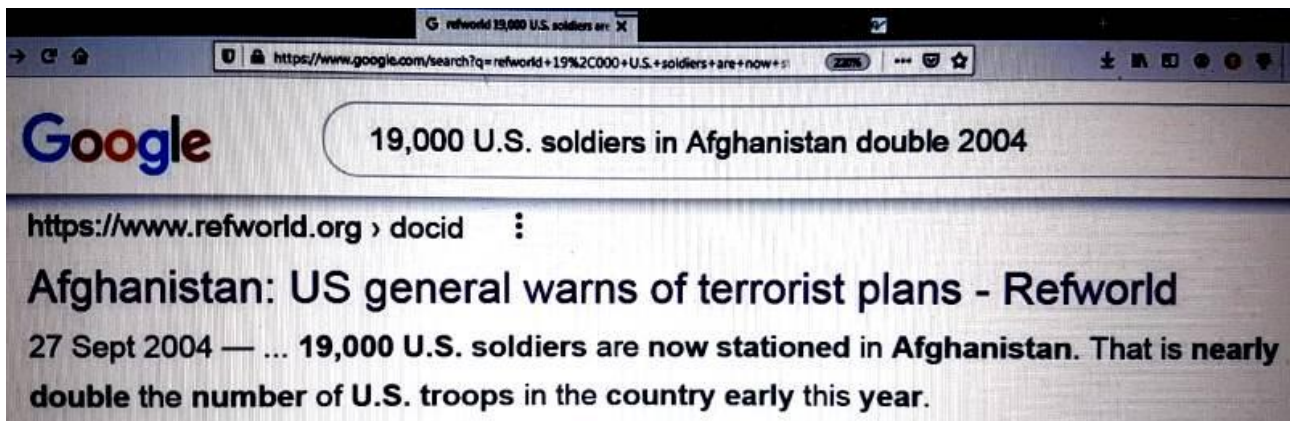 G refworld 19,000 U.S. soldiers are X
https://www.google.com/search?q=refworld+19%2C000+U.S.+soldiers+are+now+s 220% ...
Google 19,000 U.S. soldiers in Afghanistan double 2004
https://www.refworld.org › docid ⋮
Afghanistan: US general warns of terrorist plans - Refworld
27 Sept 2004 — ... 19,000 U.S. soldiers are now stationed in Afghanistan. That is nearly
double the number of U.S. troops in the country early this year.